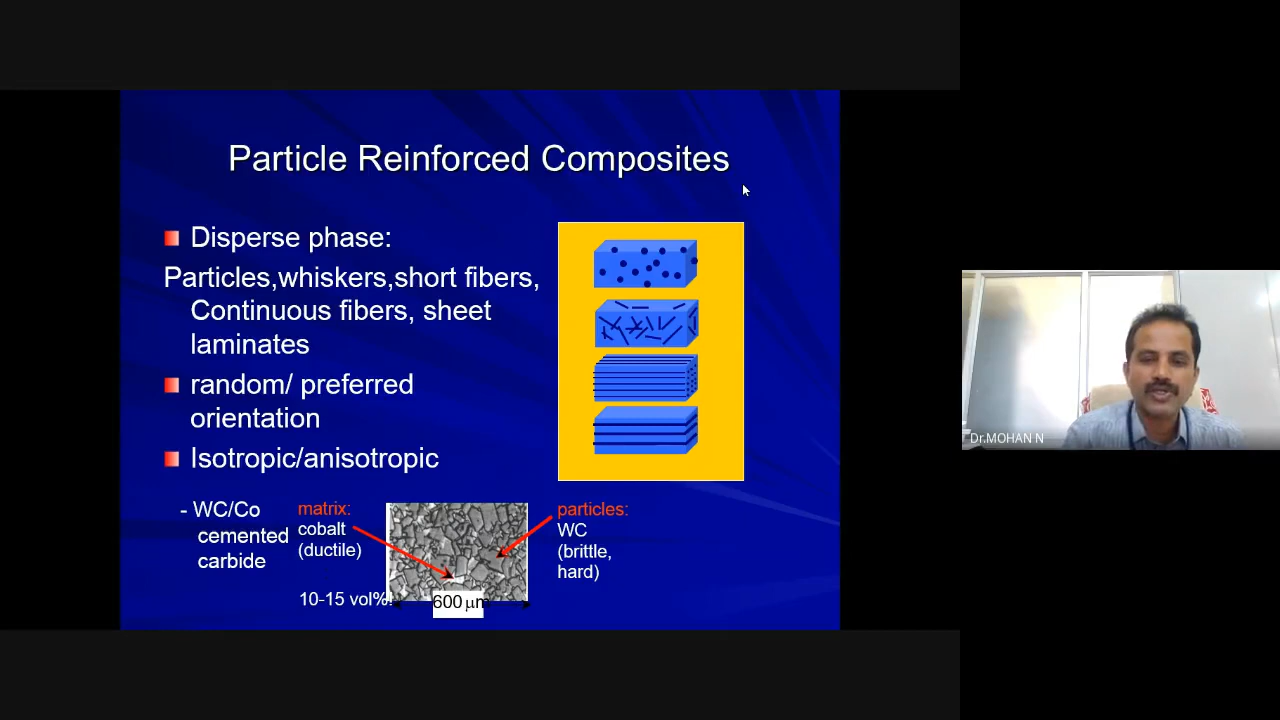 Particle Reinforced Composites
Disperse phase:
Particles,whiskers,short fibers,
Continuous fibers, sheet
laminates
random/ preferred
orientation
Isotropic/anisotropic
- WC/Co
cemented
carbide
matrix:
cobalt
(ductile)
10-15 vol%!
600 μm
particles:
WC
(brittle,
hard)
Dr.MOHAN N